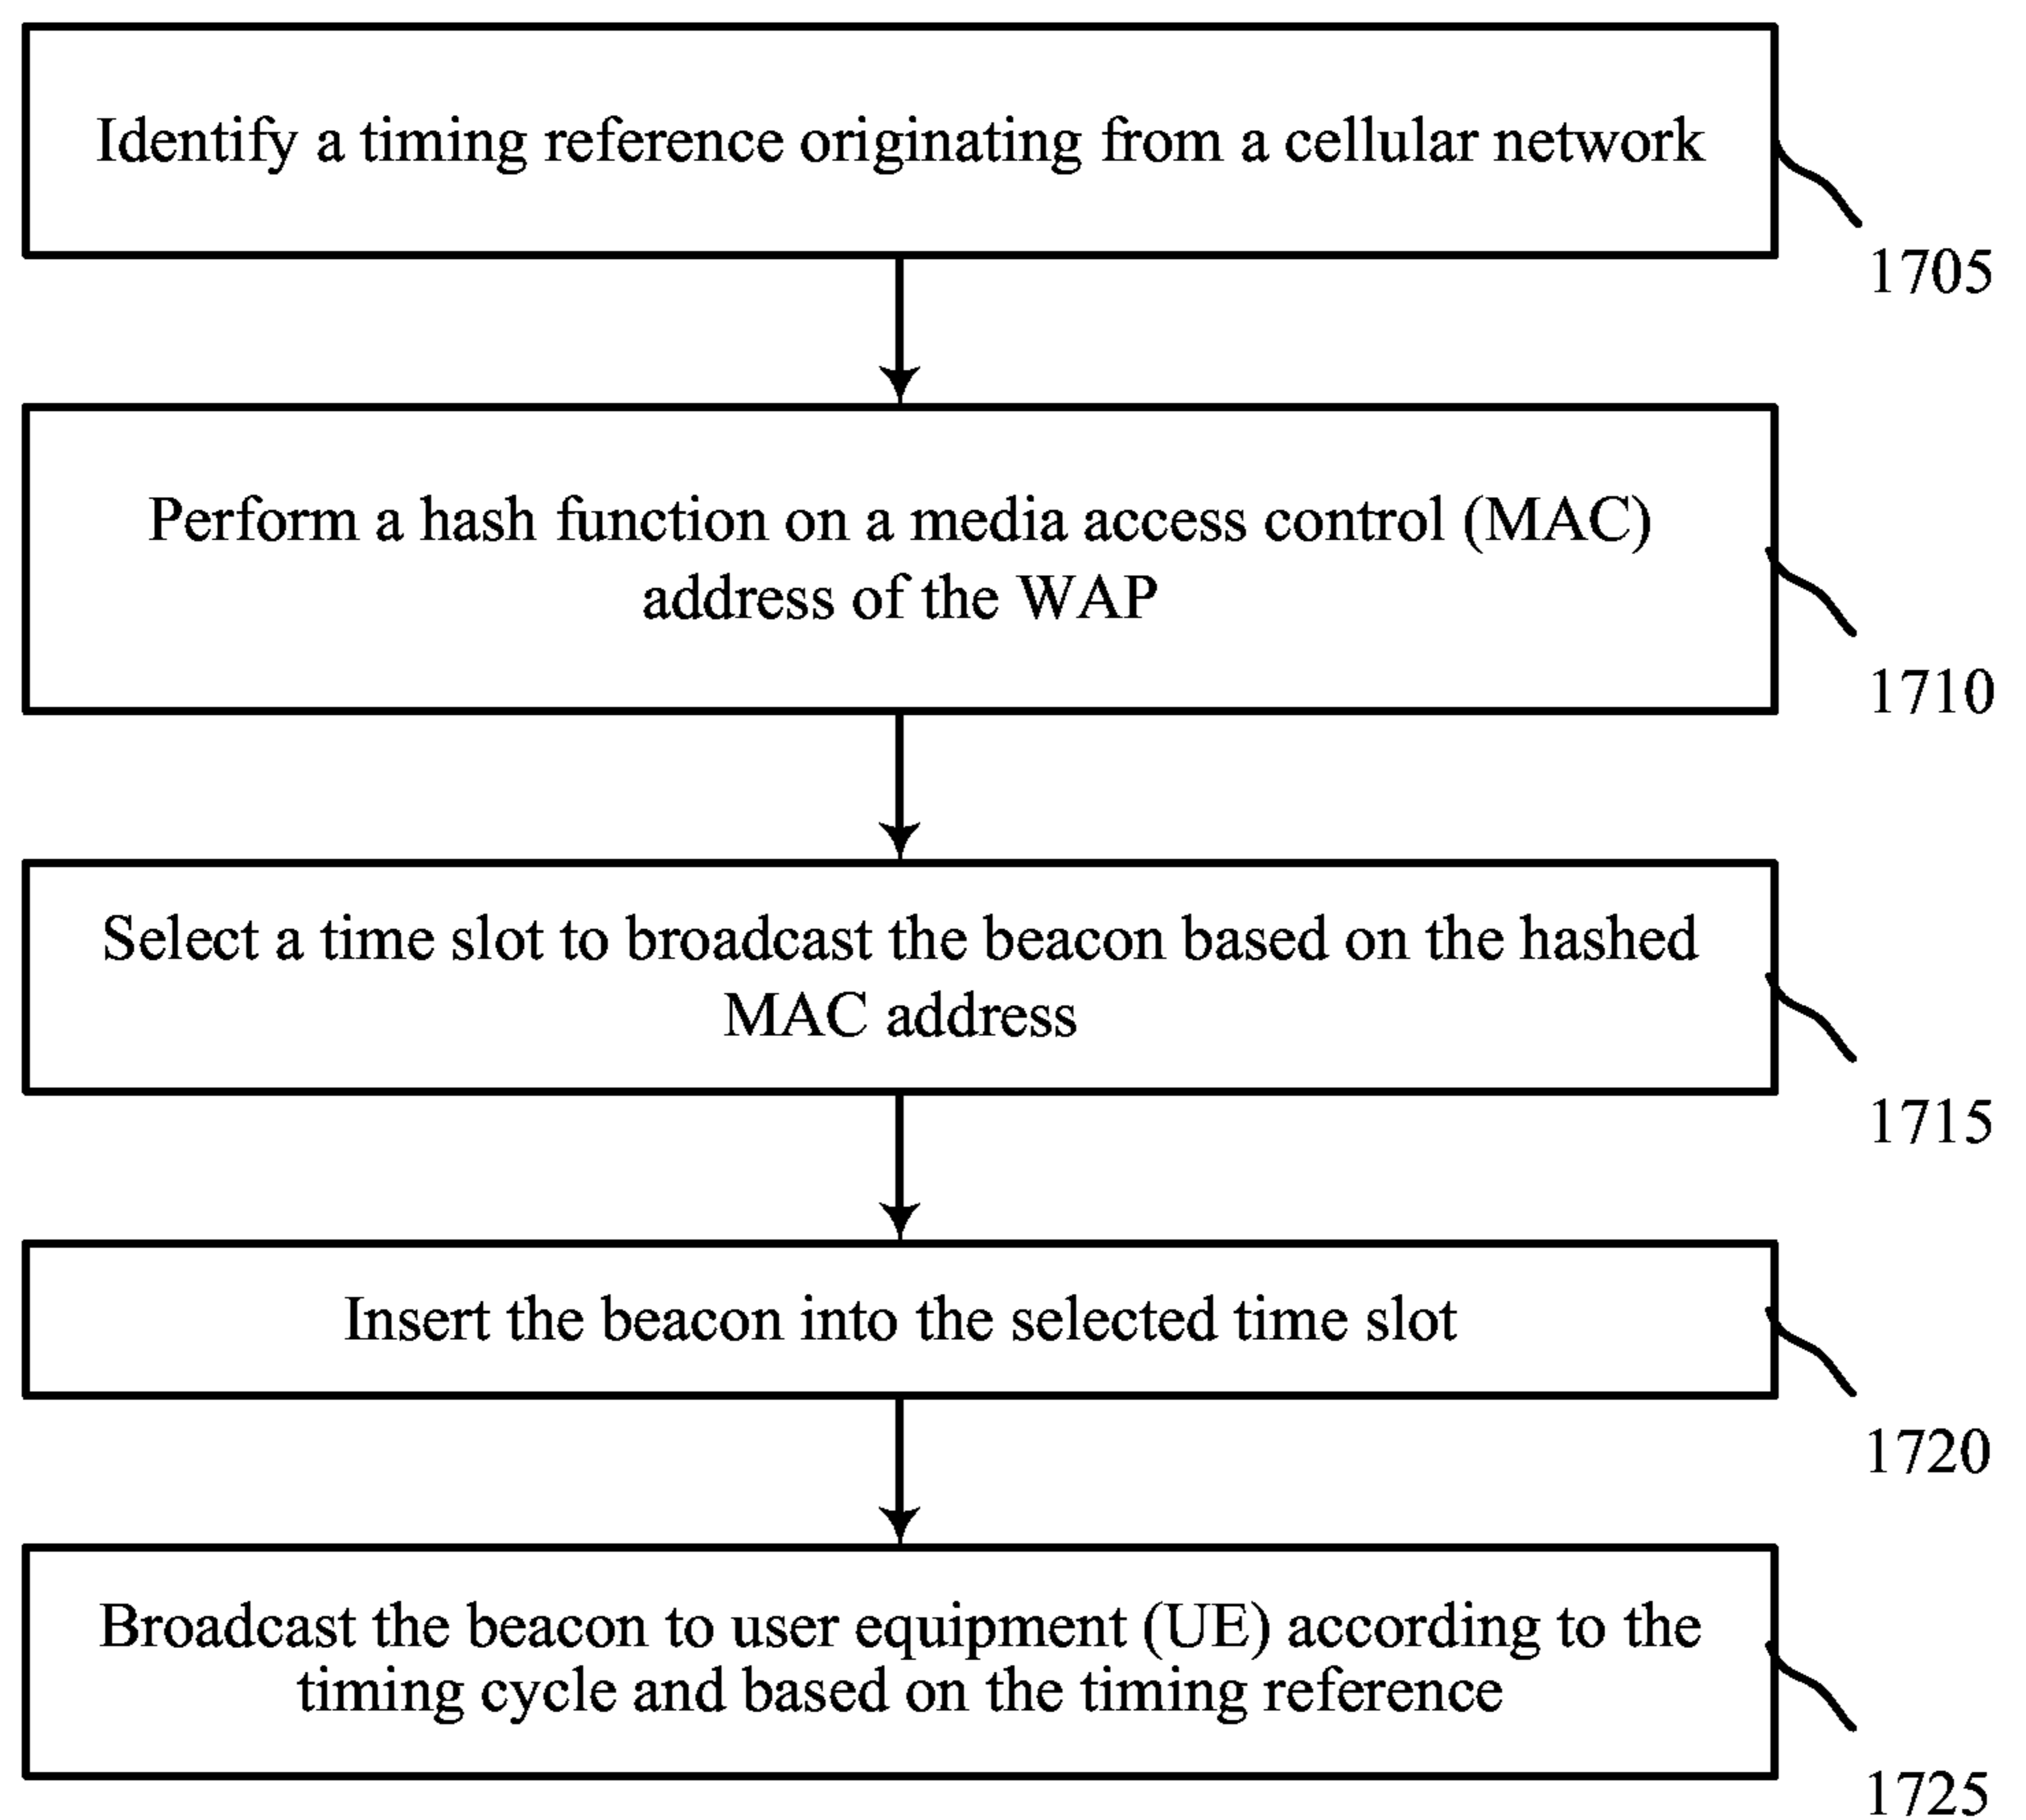 Identify a timing reference originating from a cellular network
1705
Perform a hash function on a media access control (MAC)
address of the WAP
1710
Select a time slot to broadcast the beacon based on the hashed
MAC address
1715
Insert the beacon into the selected time slot
1720
Broadcast the beacon to user equipment (UE) according to the
timing cycle and based on the timing reference
1725